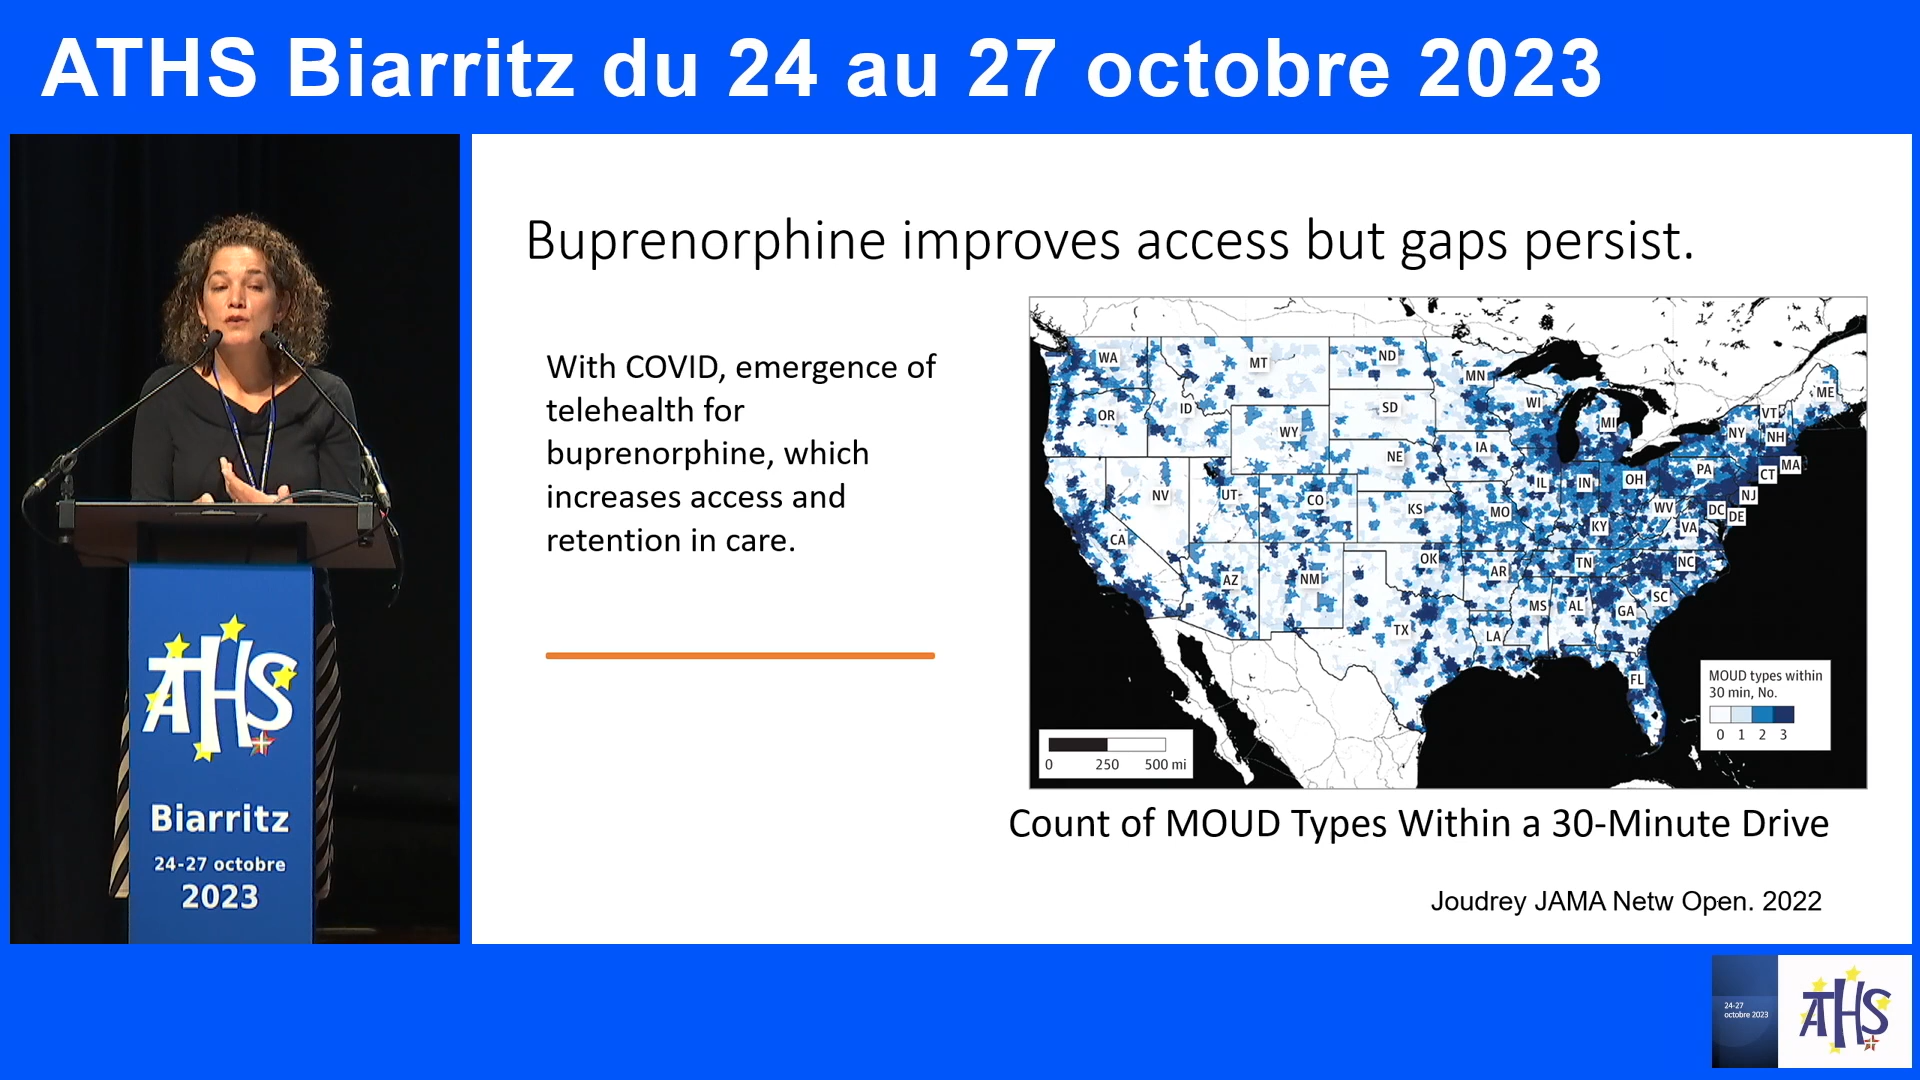 ATHS Biarritz du 24 au 27 octobre 2023
ATHS
Biarritz
24-27 octobre
2023
Buprenorphine improves access but gaps persist.
With COVID, emergence of
telehealth for
buprenorphine, which
increases access and
retention in care.
WA
MT
ND
MN
ME
OR
ID
SD
WI
MI
VT
NY
NH
WY
IA
NE
PA
MA
CT
NV
UT
CO
IL
IN
OH
NJ
KS
MO
WV
DC
DE
KY
VA
CA
OK
AR
TN
NC
AZ
NM
MS
AL
GA
SC
TX
LA
FL
MOUD types within
30 min, No.
0 1 2 3
0 250 500 mi
Count of MOUD Types Within a 30-Minute Drive
Joudrey JAMA Netw Open. 2022
24-27
octobre 2023
ATHS